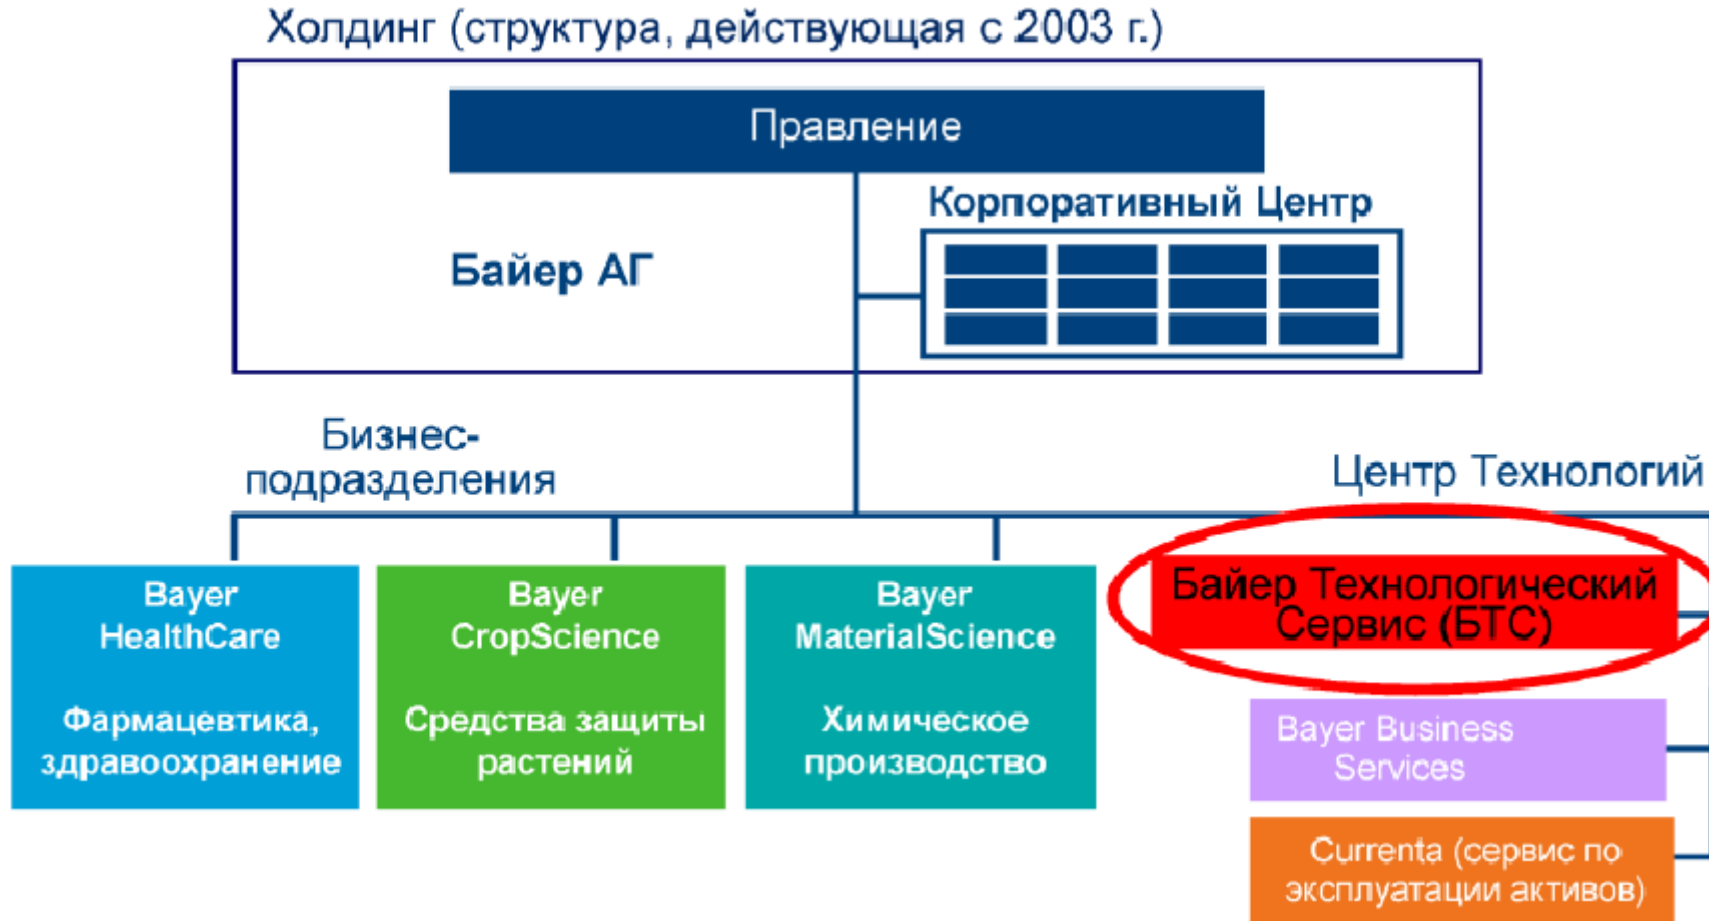 Холдинг (структура, действующая с 2003 г.)
Правление
Корпоративный Центр
Байер АГ
Бизнес-
подразделения
Центр Технологий
Bayer
HealthCare
Фармацевтика,
здравоохранение
Bayer
CropScience
Средства защиты
растений
Bayer
MaterialScience
Химическое
производство
Байер Технологический
Сервис (БТС)
Bayer Business
Services
Currenta (сервис по
эксплуатации активов)